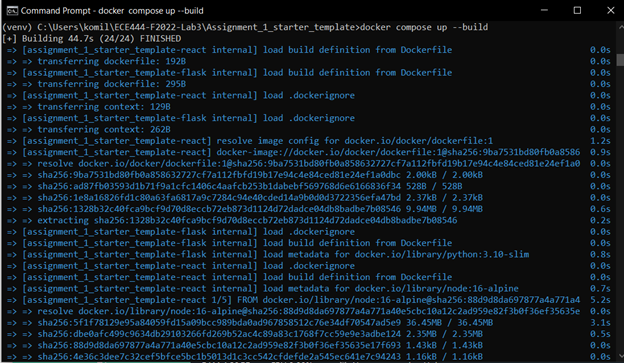 Command Prompt - docker compose up --build
(venv) C:\Users\komil\ECE444-F2022-Lab3\Assignment_1_starter_template>docker compose up --build
[+] Building 44.7s (24/24) FINISHED
=> [assignment_1_starter_template-react internal] load build definition from Dockerfile 0.0s
=> => transferring dockerfile: 192B 0.0s
=> [assignment_1_starter_template-flask internal] load build definition from Dockerfile 0.0s
=> => transferring dockerfile: 295B 0.0s
=> [assignment_1_starter_template-react internal] load .dockerignore 0.0s
=> => transferring context: 129B 0.0s
=> [assignment_1_starter_template-flask internal] load .dockerignore 0.0s
=> => transferring context: 262B 0.0s
=> [assignment_1_starter_template-react] resolve image config for docker.io/docker/dockerfile:1 1.2s
=> [assignment_1_starter_template-react] docker-image://docker.io/docker/dockerfile:1@sha256:9ba7531bd80fb0a8586 0.9s
=> => resolve docker.io/docker/dockerfile:1@sha256:9ba7531bd80fb0a858632727cf7a112fbfd19b17e94c4e84ced81e24ef1a0 0.0s
=> => sha256:9ba7531bd80fb0a858632727cf7a112fbfd19b17e94c4e84ced81e24ef1a0dbc 2.00kB / 2.00kB 0.0s
=> => sha256:ad87fb03593d1b71f9a1cfc1406c4aafcb253b1dabebf569768d6e6166836f34 528B / 528B 0.0s
=> => sha256:1e8a16826fd1c80a63fa6817a9c7284c94e40cded14a9b0d0d3722356efa47bd 2.37kB / 2.37kB 0.0s
=> => sha256:1328b32c40fca9bcf9d70d8eccb72eb873d1124d72dadce04db8badbe7b08546 9.94MB / 9.94MB 0.6s
=> => extracting sha256:1328b32c40fca9bcf9d70d8eccb72eb873d1124d72dadce04db8badbe7b08546 0.2s
=> [assignment_1_starter_template-flask internal] load .dockerignore 0.0s
=> [assignment_1_starter_template-flask internal] load build definition from Dockerfile 0.0s
=> [assignment_1_starter_template-flask internal] load metadata for docker.io/library/python:3.10-slim 0.8s
=> [assignment_1_starter_template-react internal] load .dockerignore 0.0s
=> [assignment_1_starter_template-react internal] load build definition from Dockerfile 0.0s
=> [assignment_1_starter_template-react internal] load metadata for docker.io/library/node:16-alpine 0.7s
=> [assignment_1_starter_template-react 1/5] FROM docker.io/library/node:16-alpine@sha256:88d9d8da697877a4a771a4 5.2s
=> => resolve docker.io/library/node:16-alpine@sha256:88d9d8da697877a4a771a40e5cbc10a12c2ad959e82f3b0f36ef35635e 0.0s
=> => sha256:5f1f78129e95a84059fd15a09bcc989bda0ad967858512c76e34df70547ad5e9 36.45MB / 36.45MB 3.1s
=> => sha256:dbe0afc499c9634db29103266fd269b52ac4c89a83c1768f7c59e9e3adbe124 2.35MB / 2.35MB 0.5s
=> => sha256:88d9d8da697877a4a771a40e5cbc10a12c2ad959e82f3b0f36ef35635e17f693 1.43kB / 1.43kB 0.0s
=> => sha256:4e36c3dee7c32cef5bfce5bc1b5013d1c3cc542cfdefde2a545ec641e7c94243 1.16kB / 1.16kB 0.0s